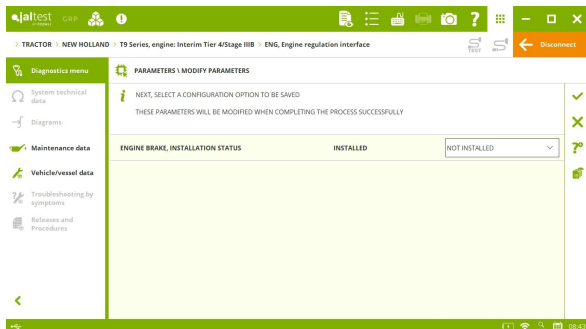 jaltest GRP
TEST
> TRACTOR > NEW HOLLAND > T9 Series, engine: Interim Tier 4/Stage IIIB > ENG, Engine regulation interface
Disconnect
Diagnostics menu
PARAMETERS \ MODIFY PARAMETERS
System technical
data
Diagrams
Maintenance data
Vehicle/vessel data
Troubleshooting by
symptoms
Releases and
Procedures
NEXT, SELECT A CONFIGURATION OPTION TO BE SAVED
THESE PARAMETERS WILL BE MODIFIED WHEN COMPLETING THE PROCESS SUCCESSFULLY
ENGINE BRAKE, INSTALLATION STATUS INSTALLED NOT INSTALLED
08:43